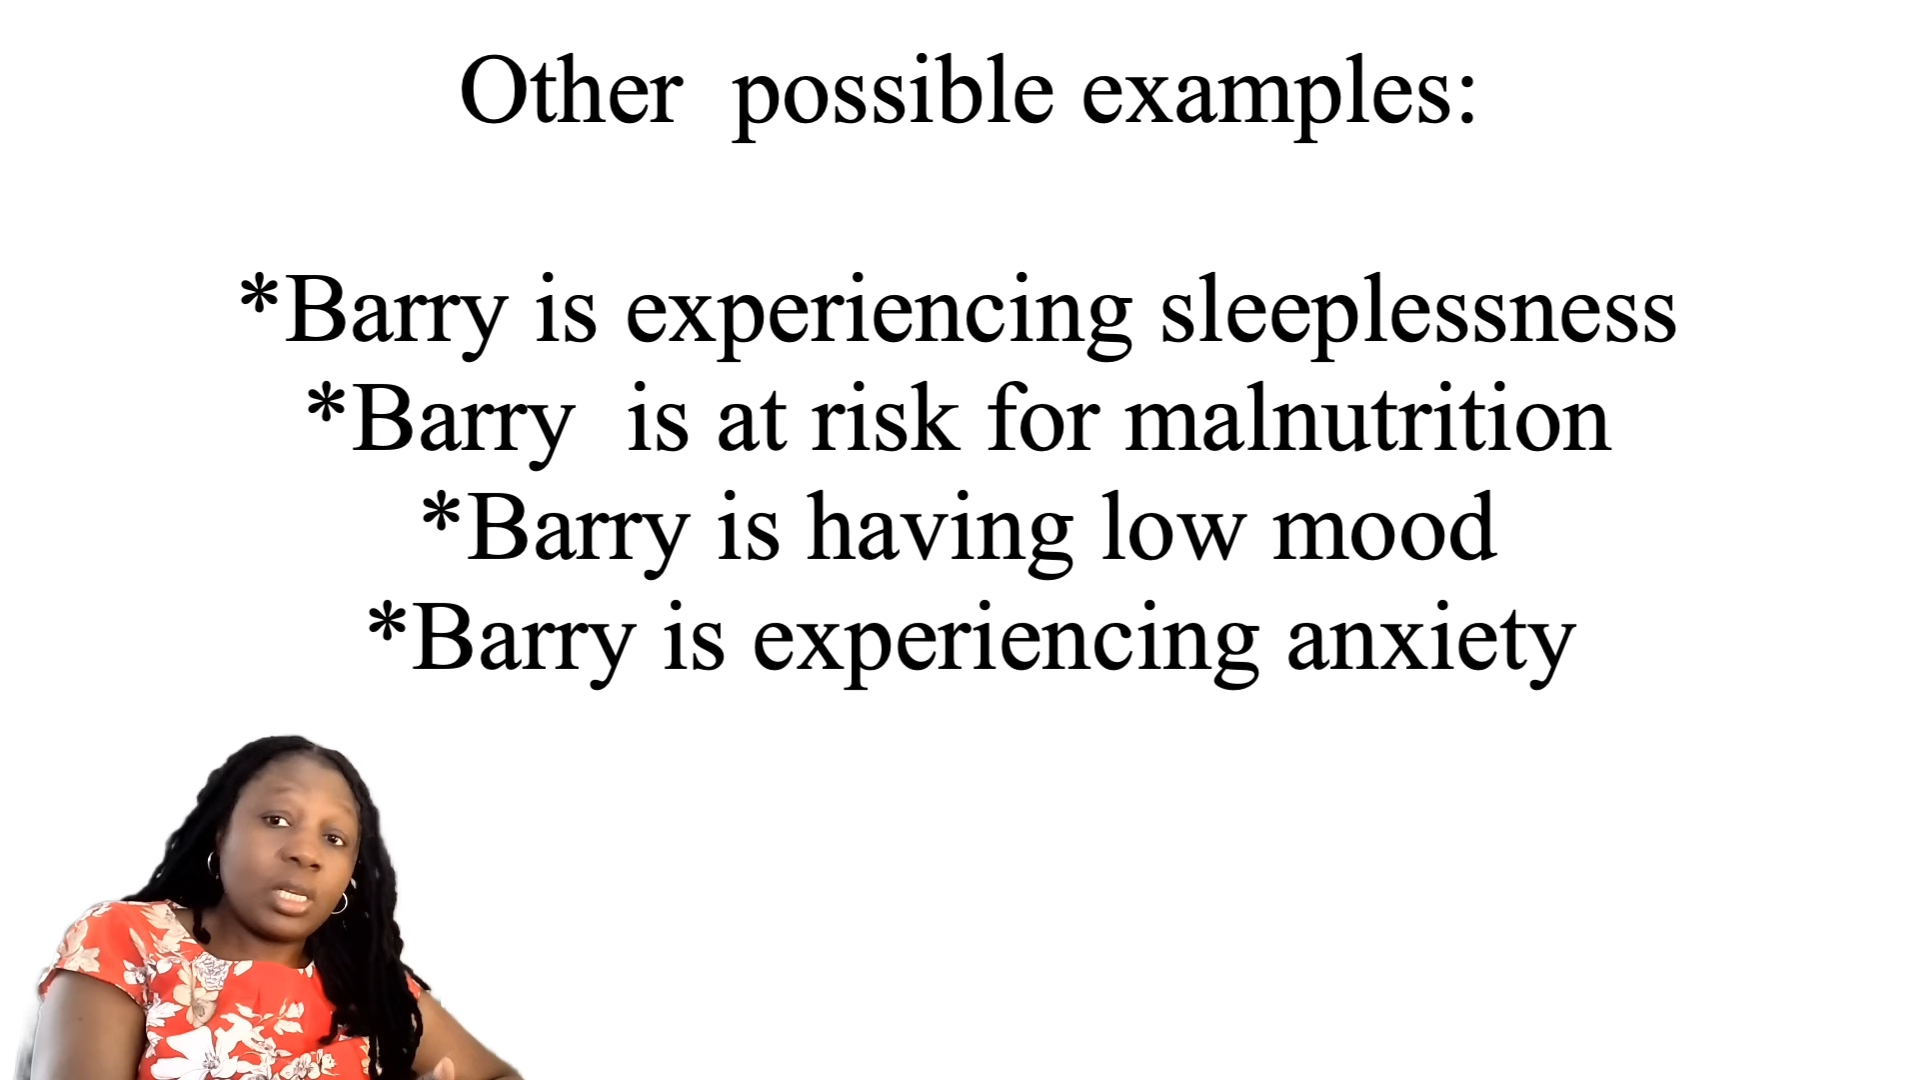 Other  possible examples:
*Barry is experiencing sleeplessness
*Barry  is at risk for malnutrition
*Barry is having low mood
*Barry is experiencing anxiety